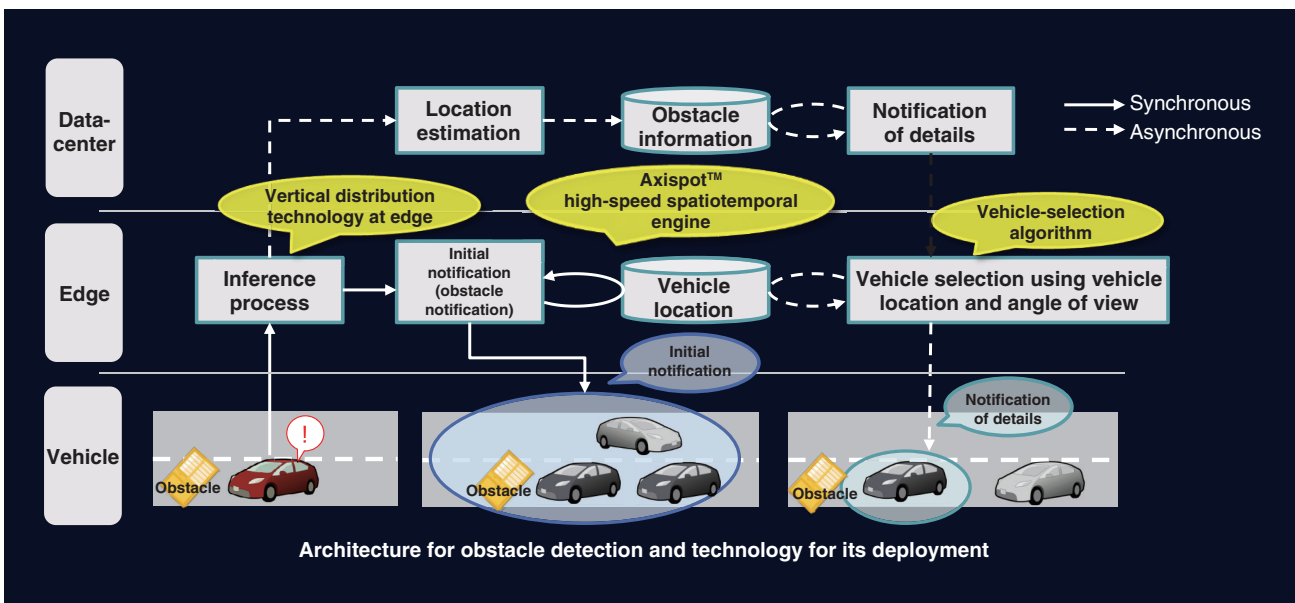 Data-
center
Location
estimation
Obstacle
information
Notification
of details
Synchronous
Asynchronous
Vertical distribution
technology at edge
Axispot™
high-speed spatiotemporal
engine
Vehicle-selection
algorithm
Edge
Inference
process
Initial
notification
(obstacle
notification)
Vehicle
location
Vehicle selection using vehicle
location and angle of view
Initial
notification
Notification
of details
Vehicle
Obstacle
!
Obstacle
Obstacle
Architecture for obstacle detection and technology for its deployment